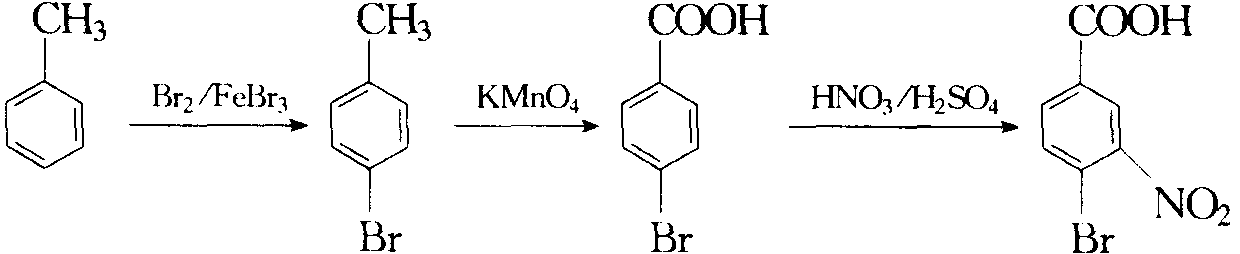 CH3
Br2/FeBr3
CH3
Br
KMnO4
COOH
Br
HNO3/H2SO4
COOH
NO2
Br